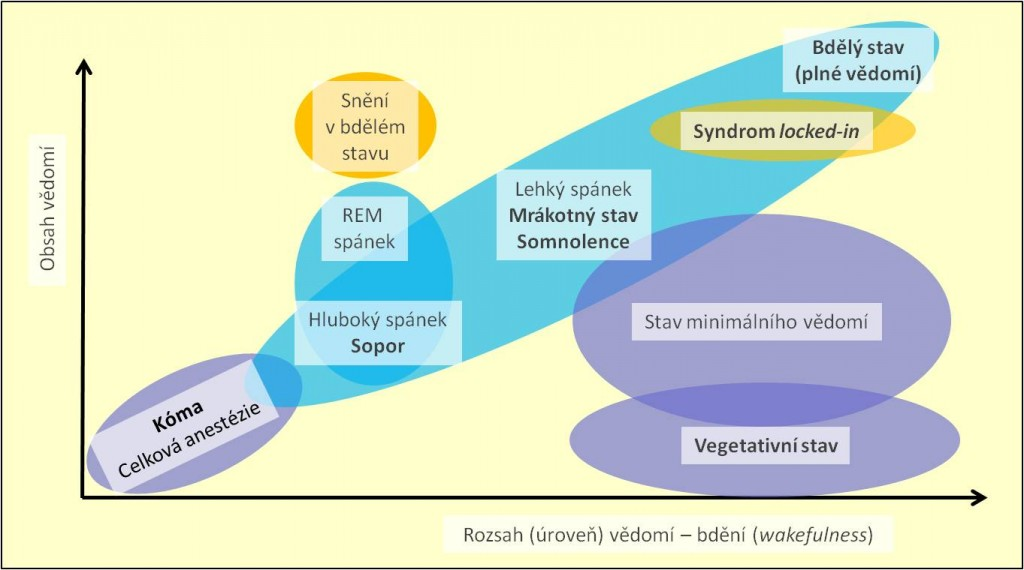 Bdělý stav
(plné vědomí)
Snění
v bdělém
stavu
Syndrom locked-in
Obsah vědomí
Lehký spánek
Mrákotný stav
Somnolence
REM
spánek
Hluboký spánek
Sopor
Stav minimálního vědomí
Kóma
Celková anestézie
Vegetativní stav
Rozsah (úroveň) vědomí – bdění (wakefulness)